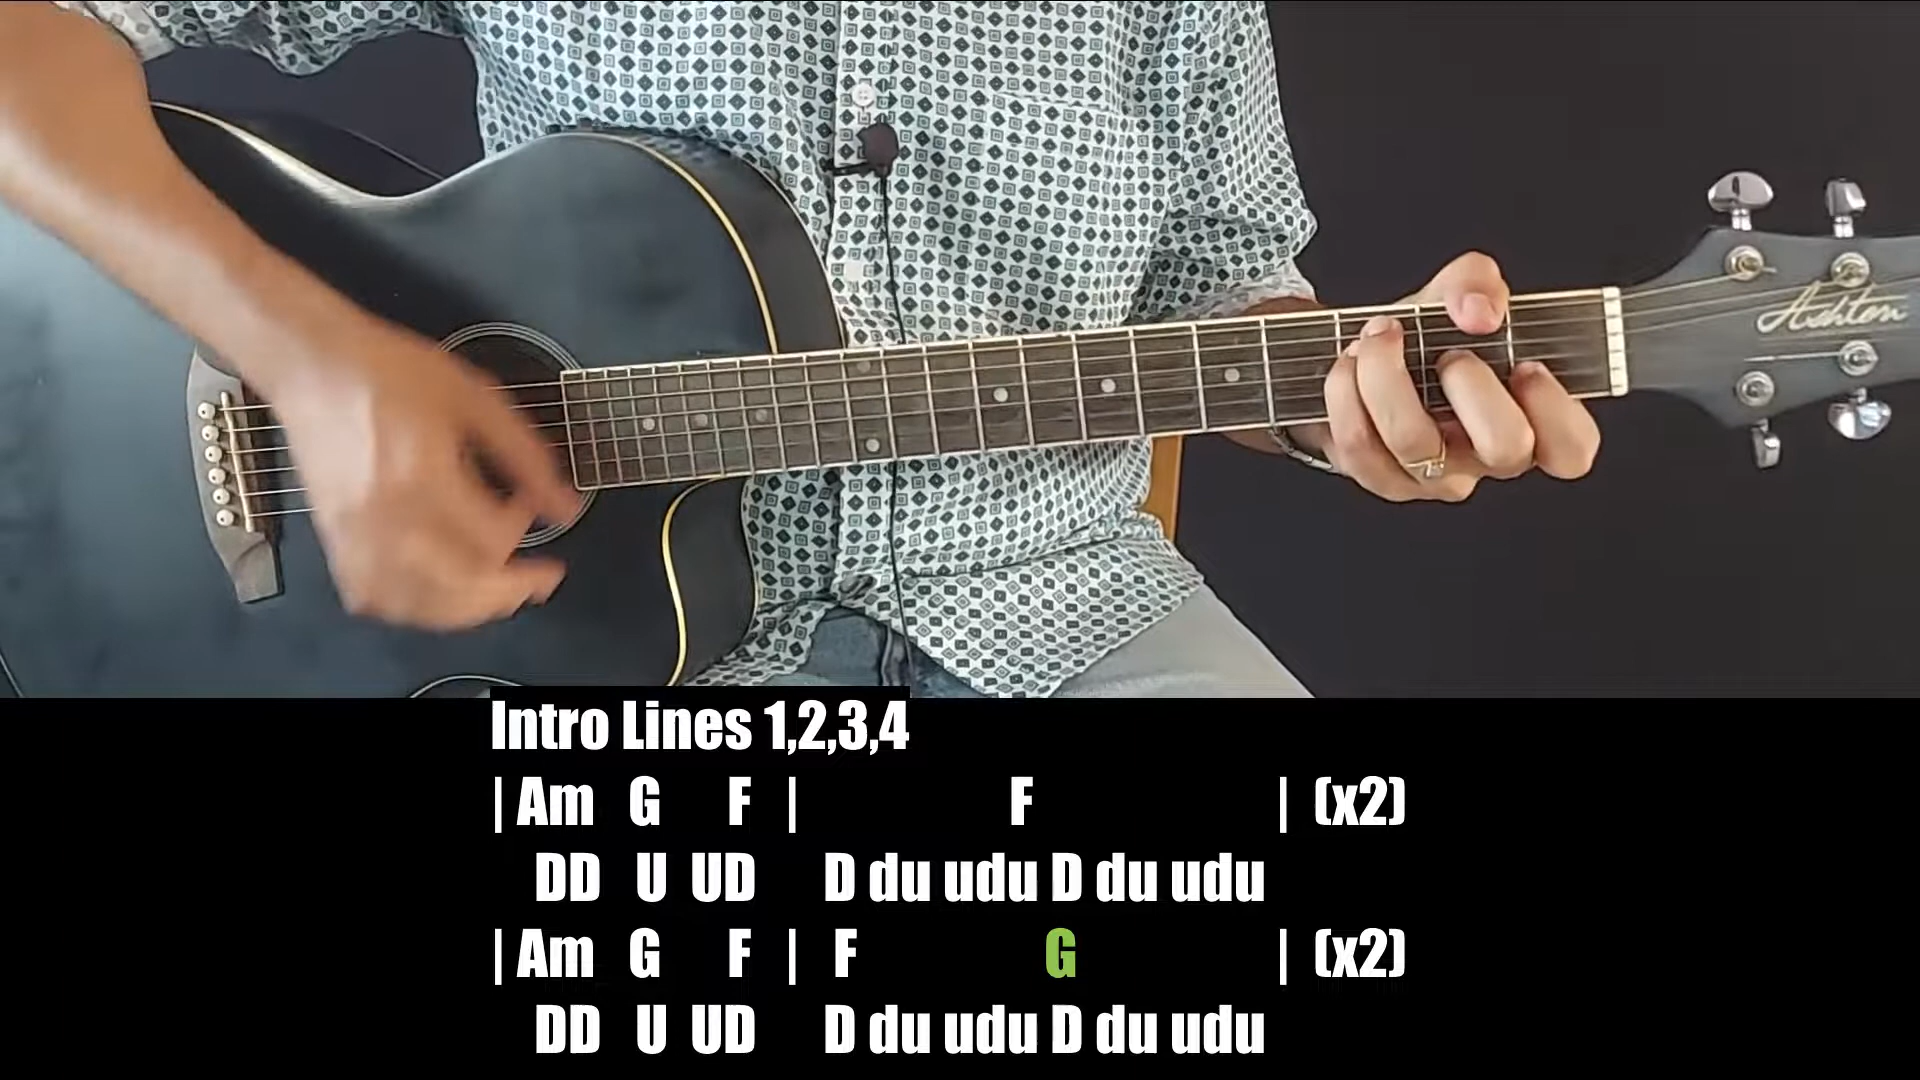 Ashton
Intro Lines 1,2,3,4
| Am G F | F | (x2)
DD U UD D du udu D du udu
| Am G F | F G | (x2)
DD U UD D du udu D du udu